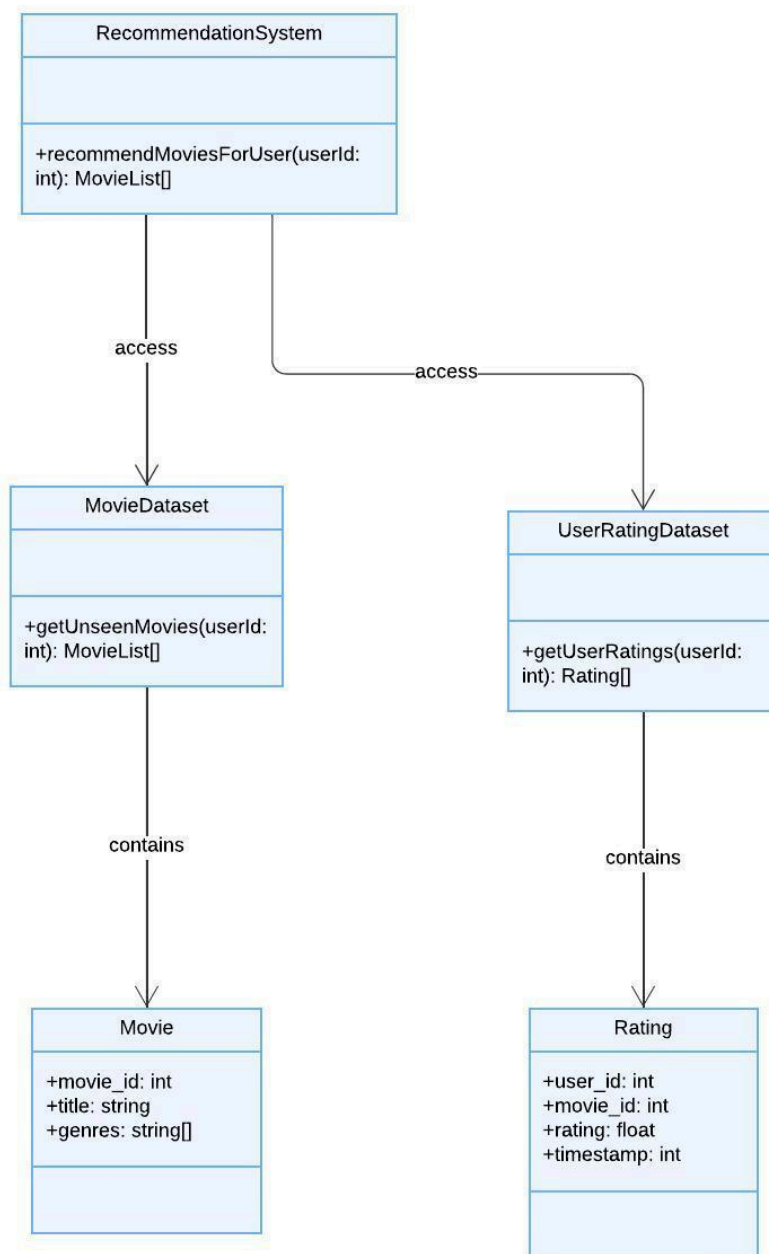 RecommendationSystem
+recommendMoviesForUser(userId:
int): MovieList[]
access
access
MovieDataset
+getUnseenMovies(userId:
int): MovieList[]
UserRatingDataset
+getUserRatings(userId:
int): Rating[]
contains
contains
Movie
+movie_id: int
+title: string
+genres: string[]
Rating
+user_id: int
+movie_id: int
+rating: float
+timestamp: int